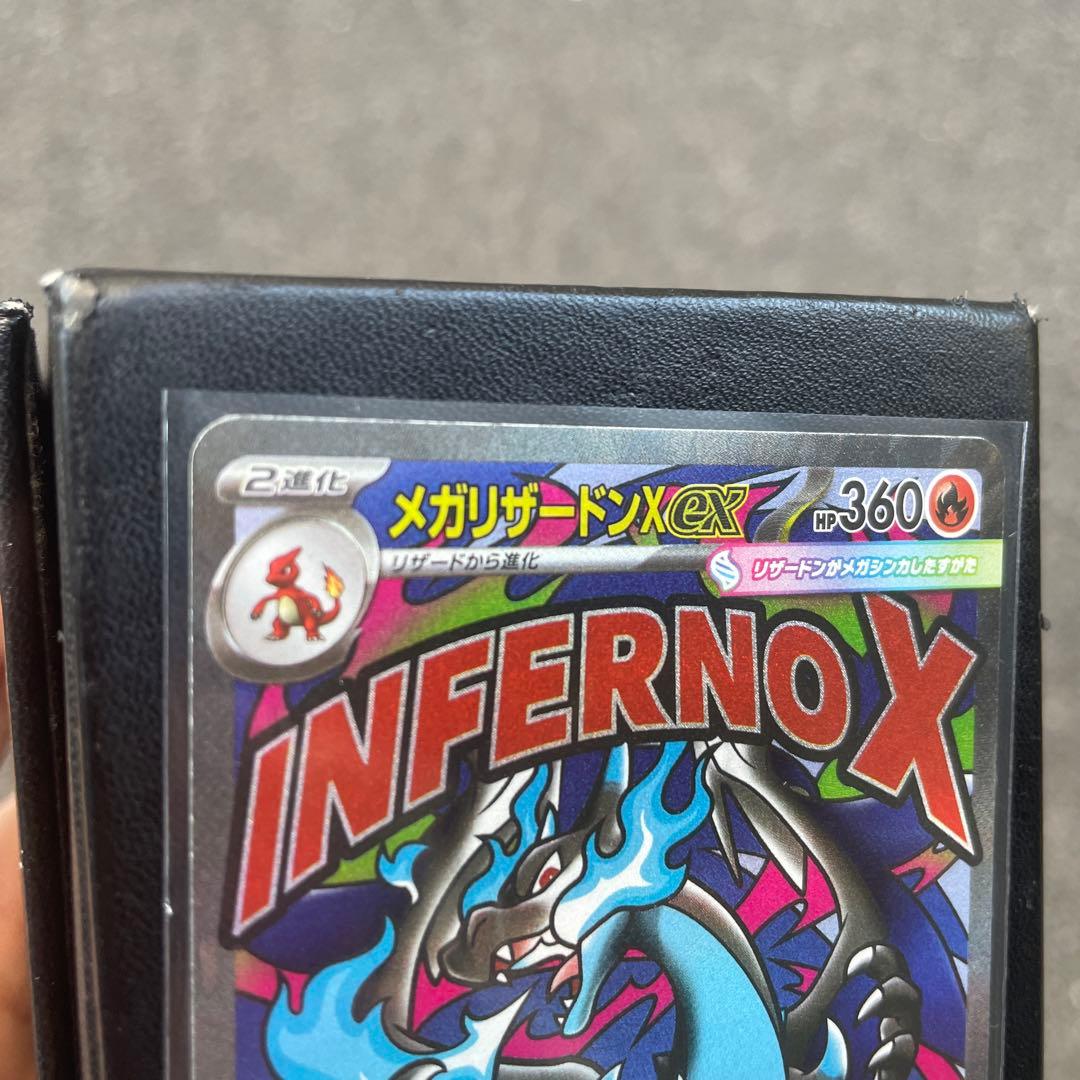 2進化
メガリザードンXex HP360
リザードから進化
リザードンがメガシンカしたすがた
INFERNO X